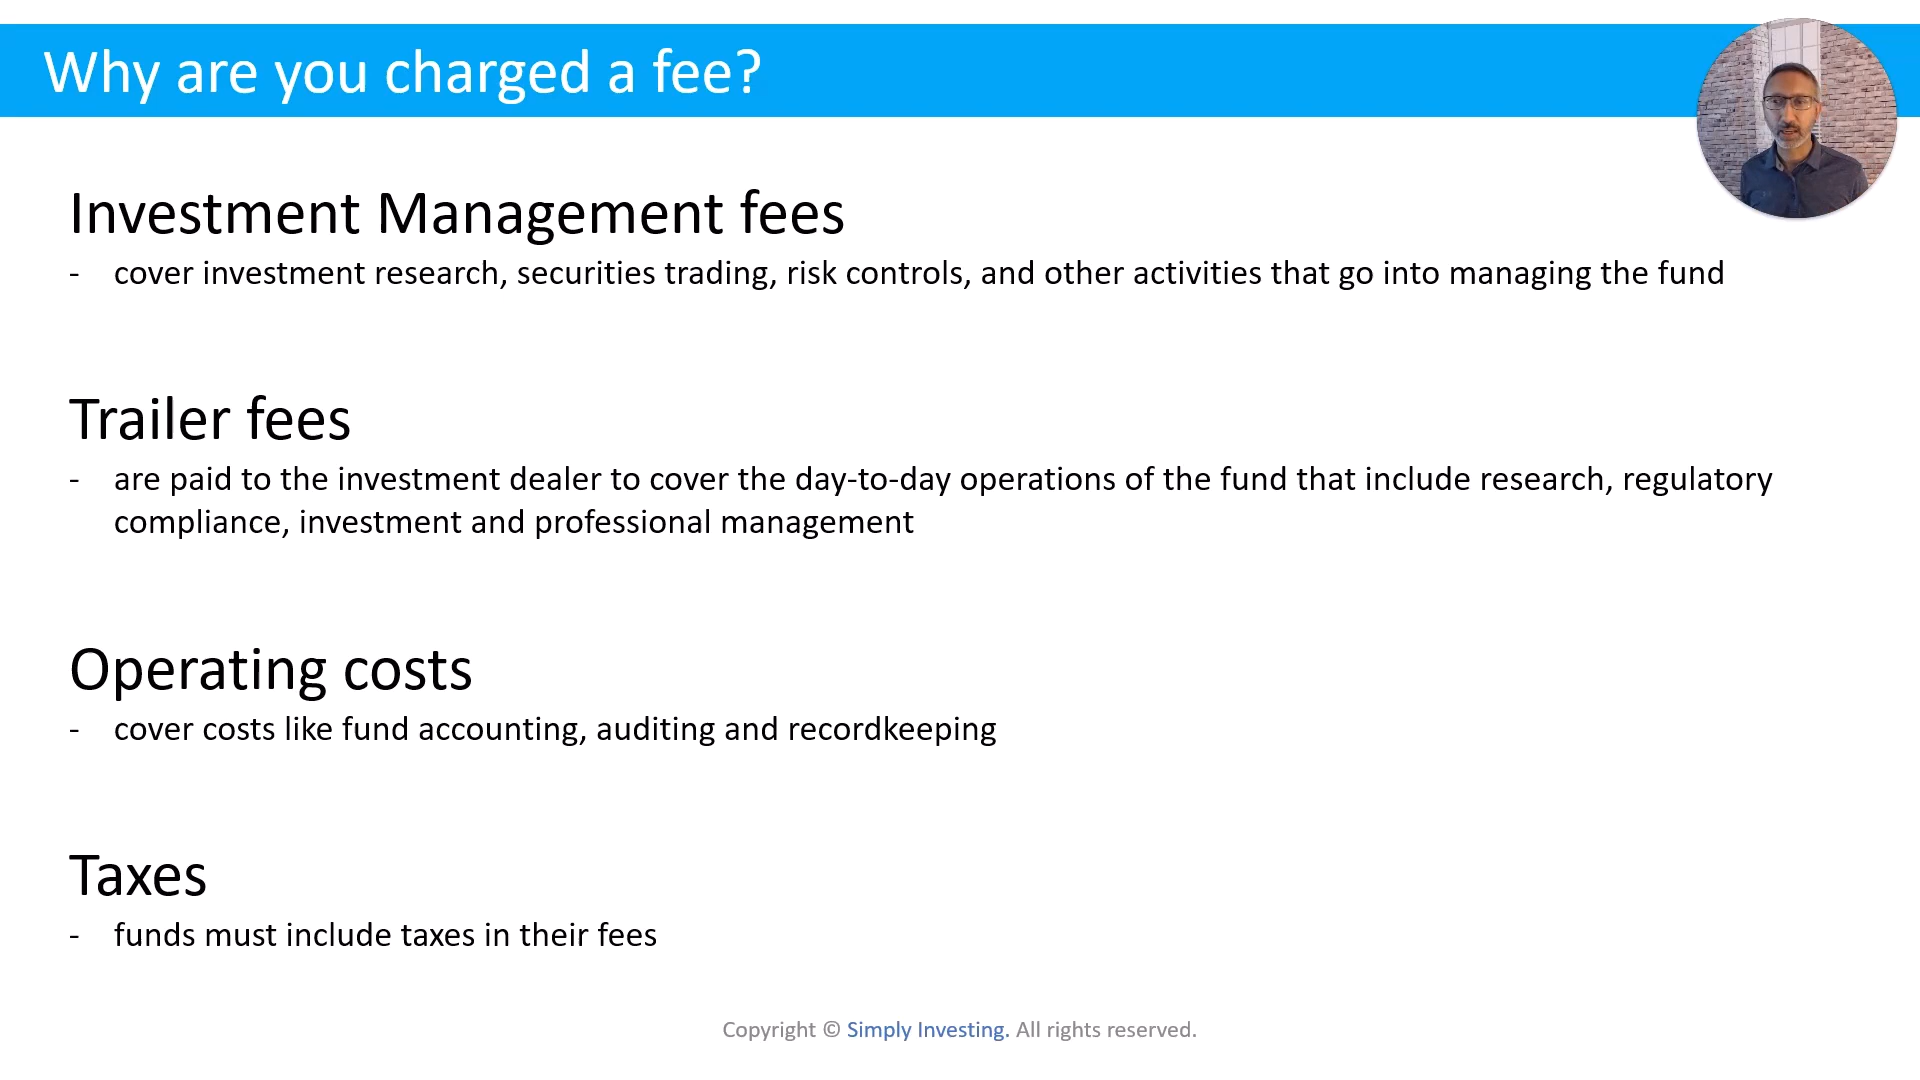 Why are you charged a fee?
Investment Management fees
- cover investment research, securities trading, risk controls, and other activities that go into managing the fund
Trailer fees
- are paid to the investment dealer to cover the day-to-day operations of the fund that include research, regulatory
compliance, investment and professional management
Operating costs
- cover costs like fund accounting, auditing and recordkeeping
Taxes
- funds must include taxes in their fees
Copyright © Simply Investing. All rights reserved.